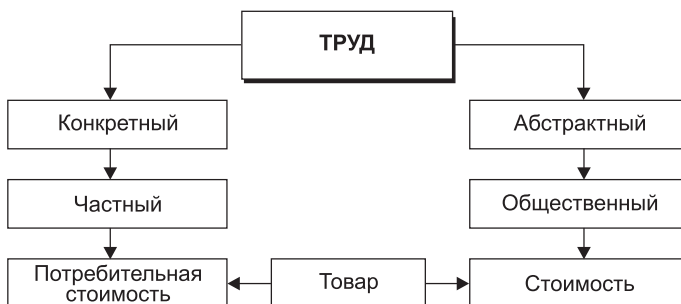 ТРУД
Конкретный
Абстрактный
Частный
Общественный
Потребительная
стоимость
Товар
Стоимость